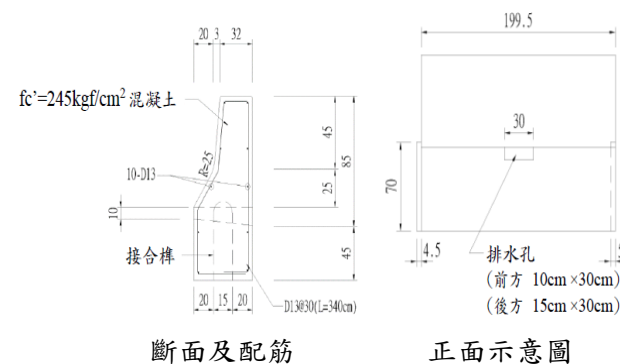 20 3 32
199.5
fc'=245kgf/cm² 混凝土
45
85
30
R=25
10-D13
25
70
10
接合榫
45
4.5
排水孔
(前方 10cm ×30cm)
(後方 15cm ×30cm)
20 15 20
D13@30(L=340cm)
斷面及配筋
正面示意圖